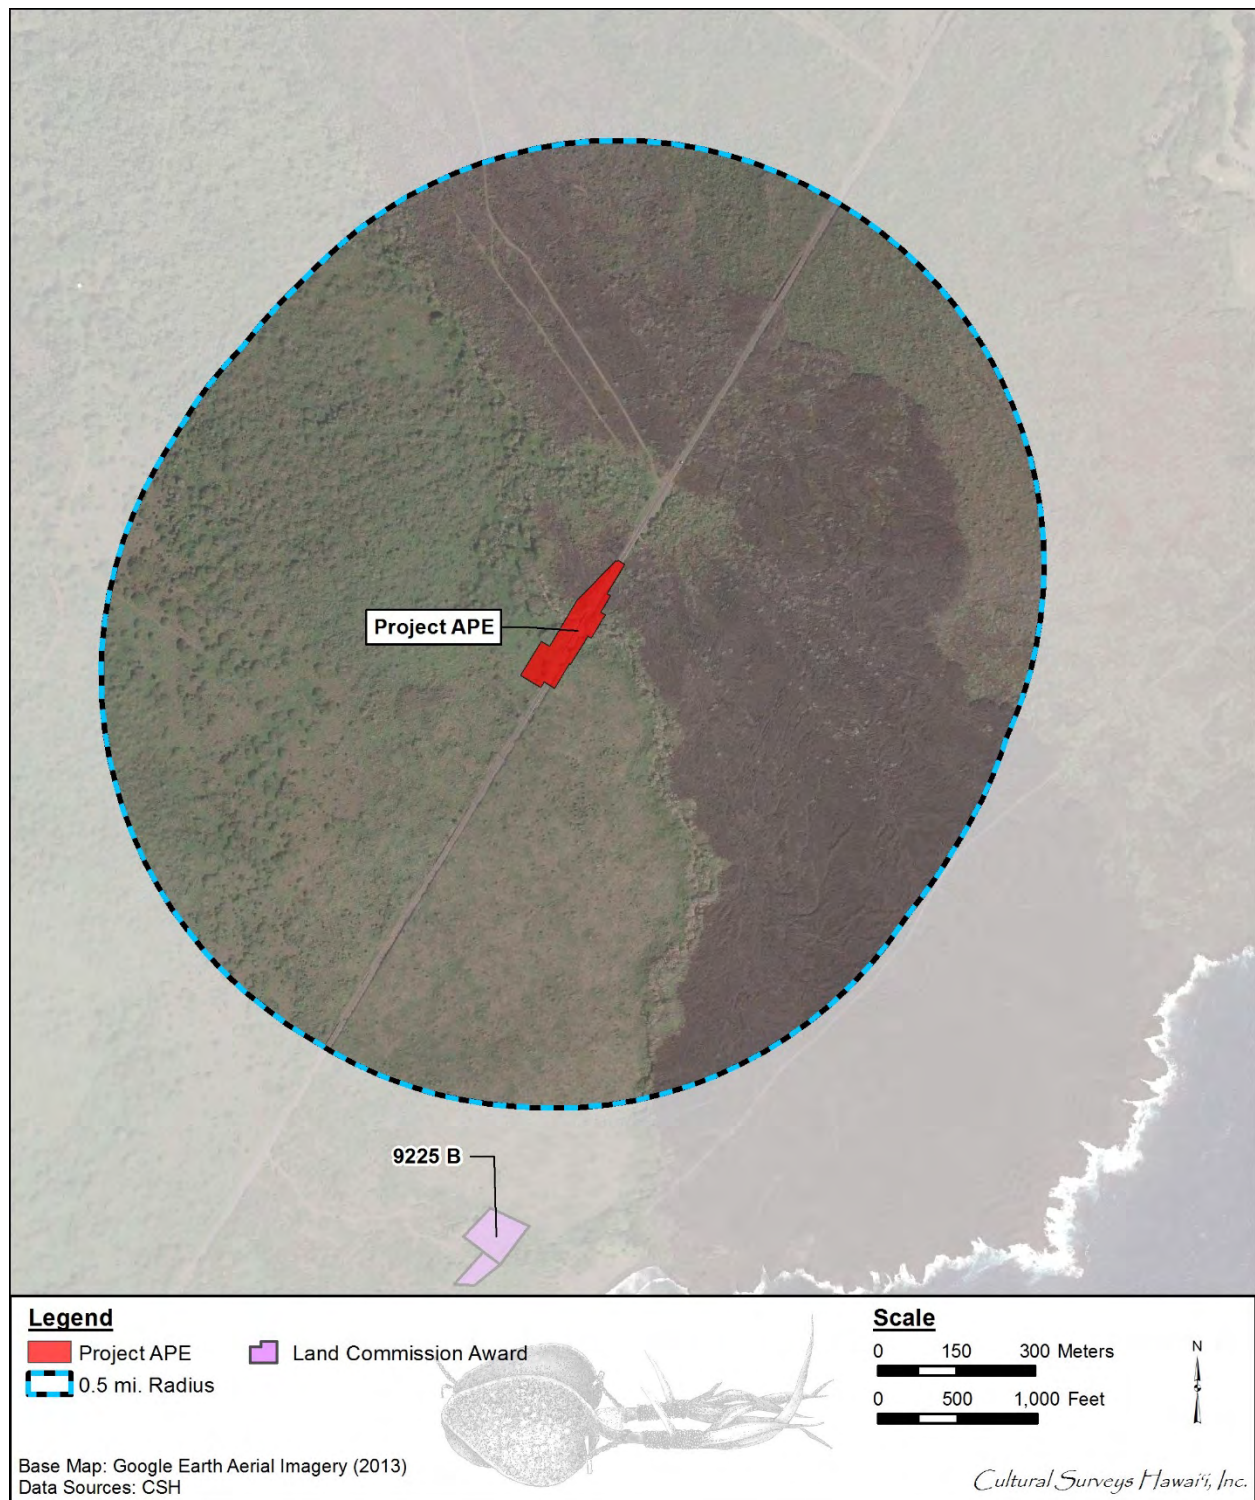 Project APE
9225 B
Legend
Project APE
Land Commission Award
0.5 mi. Radius
Scale
0 150 300 Meters
0 500 1,000 Feet
N
Base Map: Google Earth Aerial Imagery (2013)
Data Sources: CSH
Cultural Surveys Hawai‘i, Inc.